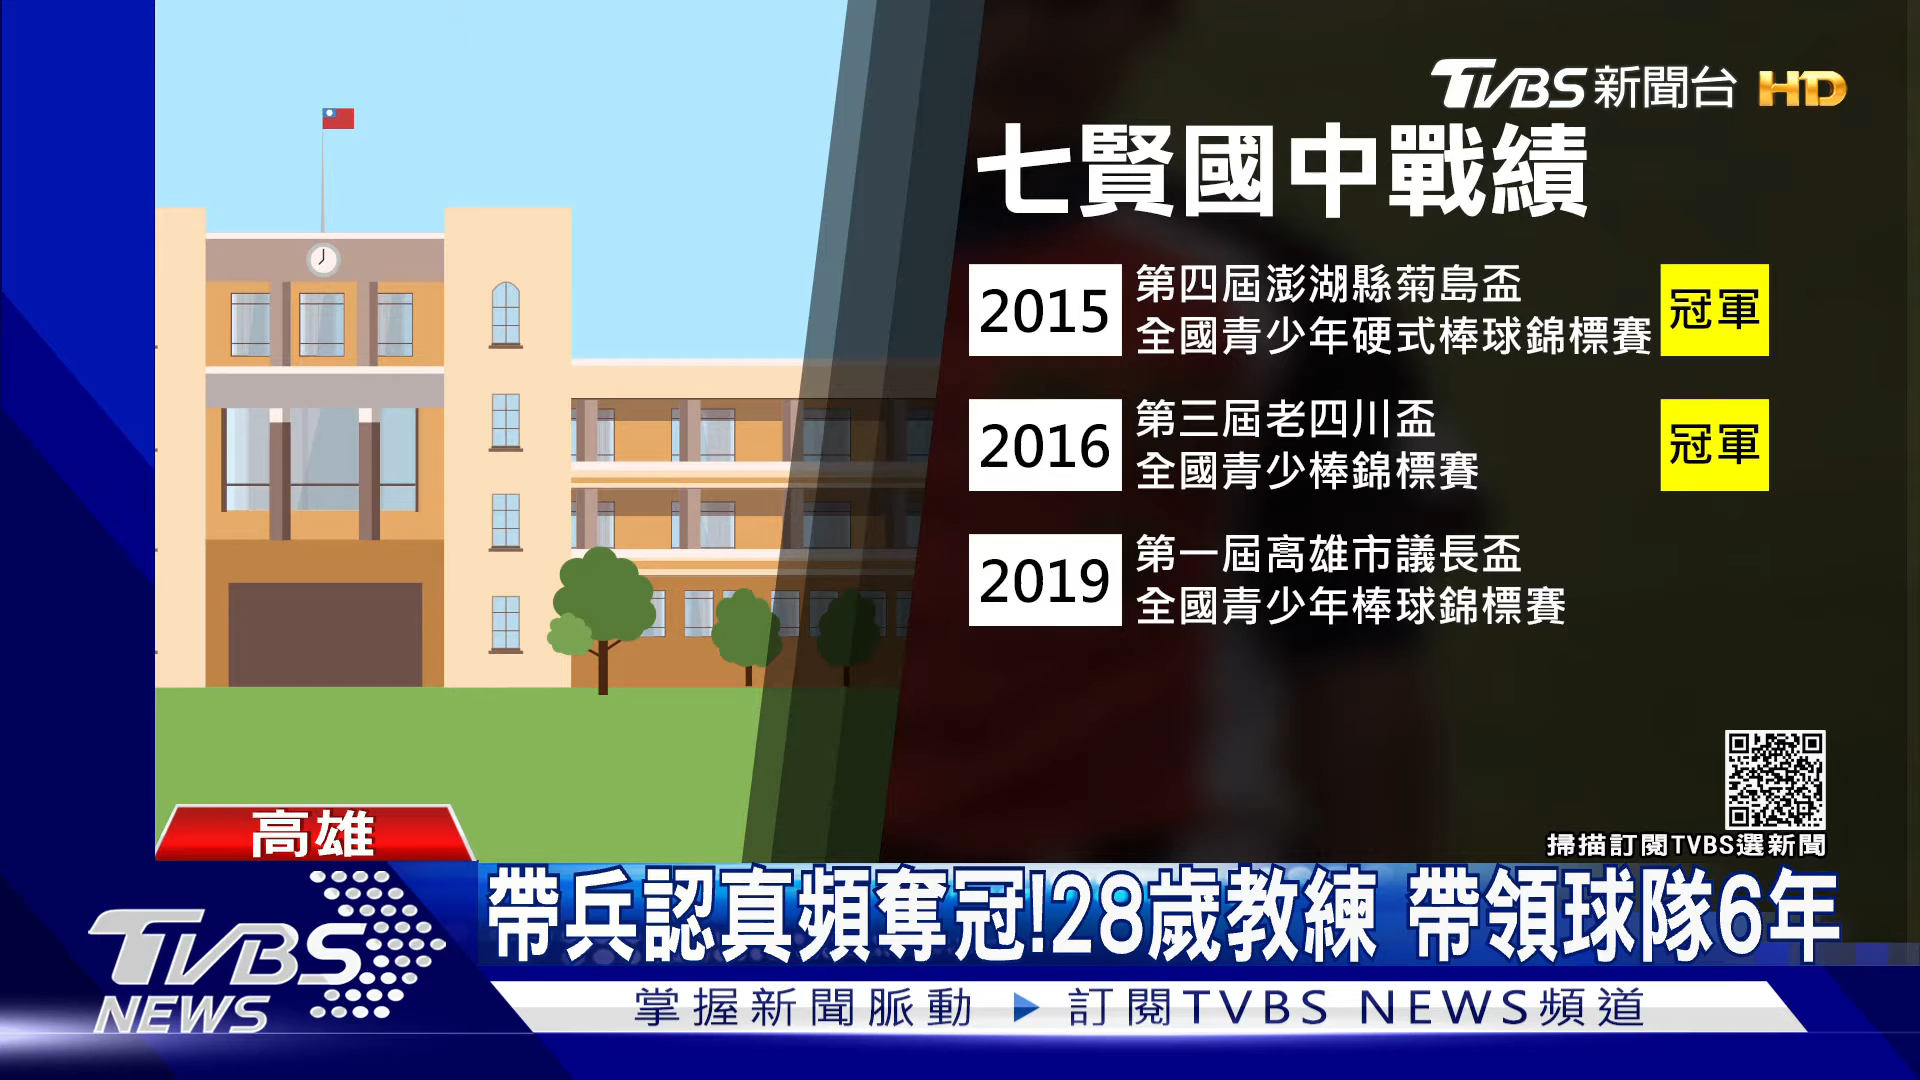 TVBS新聞台 HD
七賢國中戰績
2015
第四屆澎湖縣菊島盃
全國青少年硬式棒球錦標賽
冠軍
2016
第三屆老四川盃
全國青少棒錦標賽
冠軍
2019
第一屆高雄市議長盃
全國青少年棒球錦標賽
掃描訂閱TVBS選新聞
高雄
帶兵認真頻奪冠!28歲教練 帶領球隊6年
TVBS
NEWS
掌握新聞脈動 ▶ 訂閱TVBS NEWS頻道